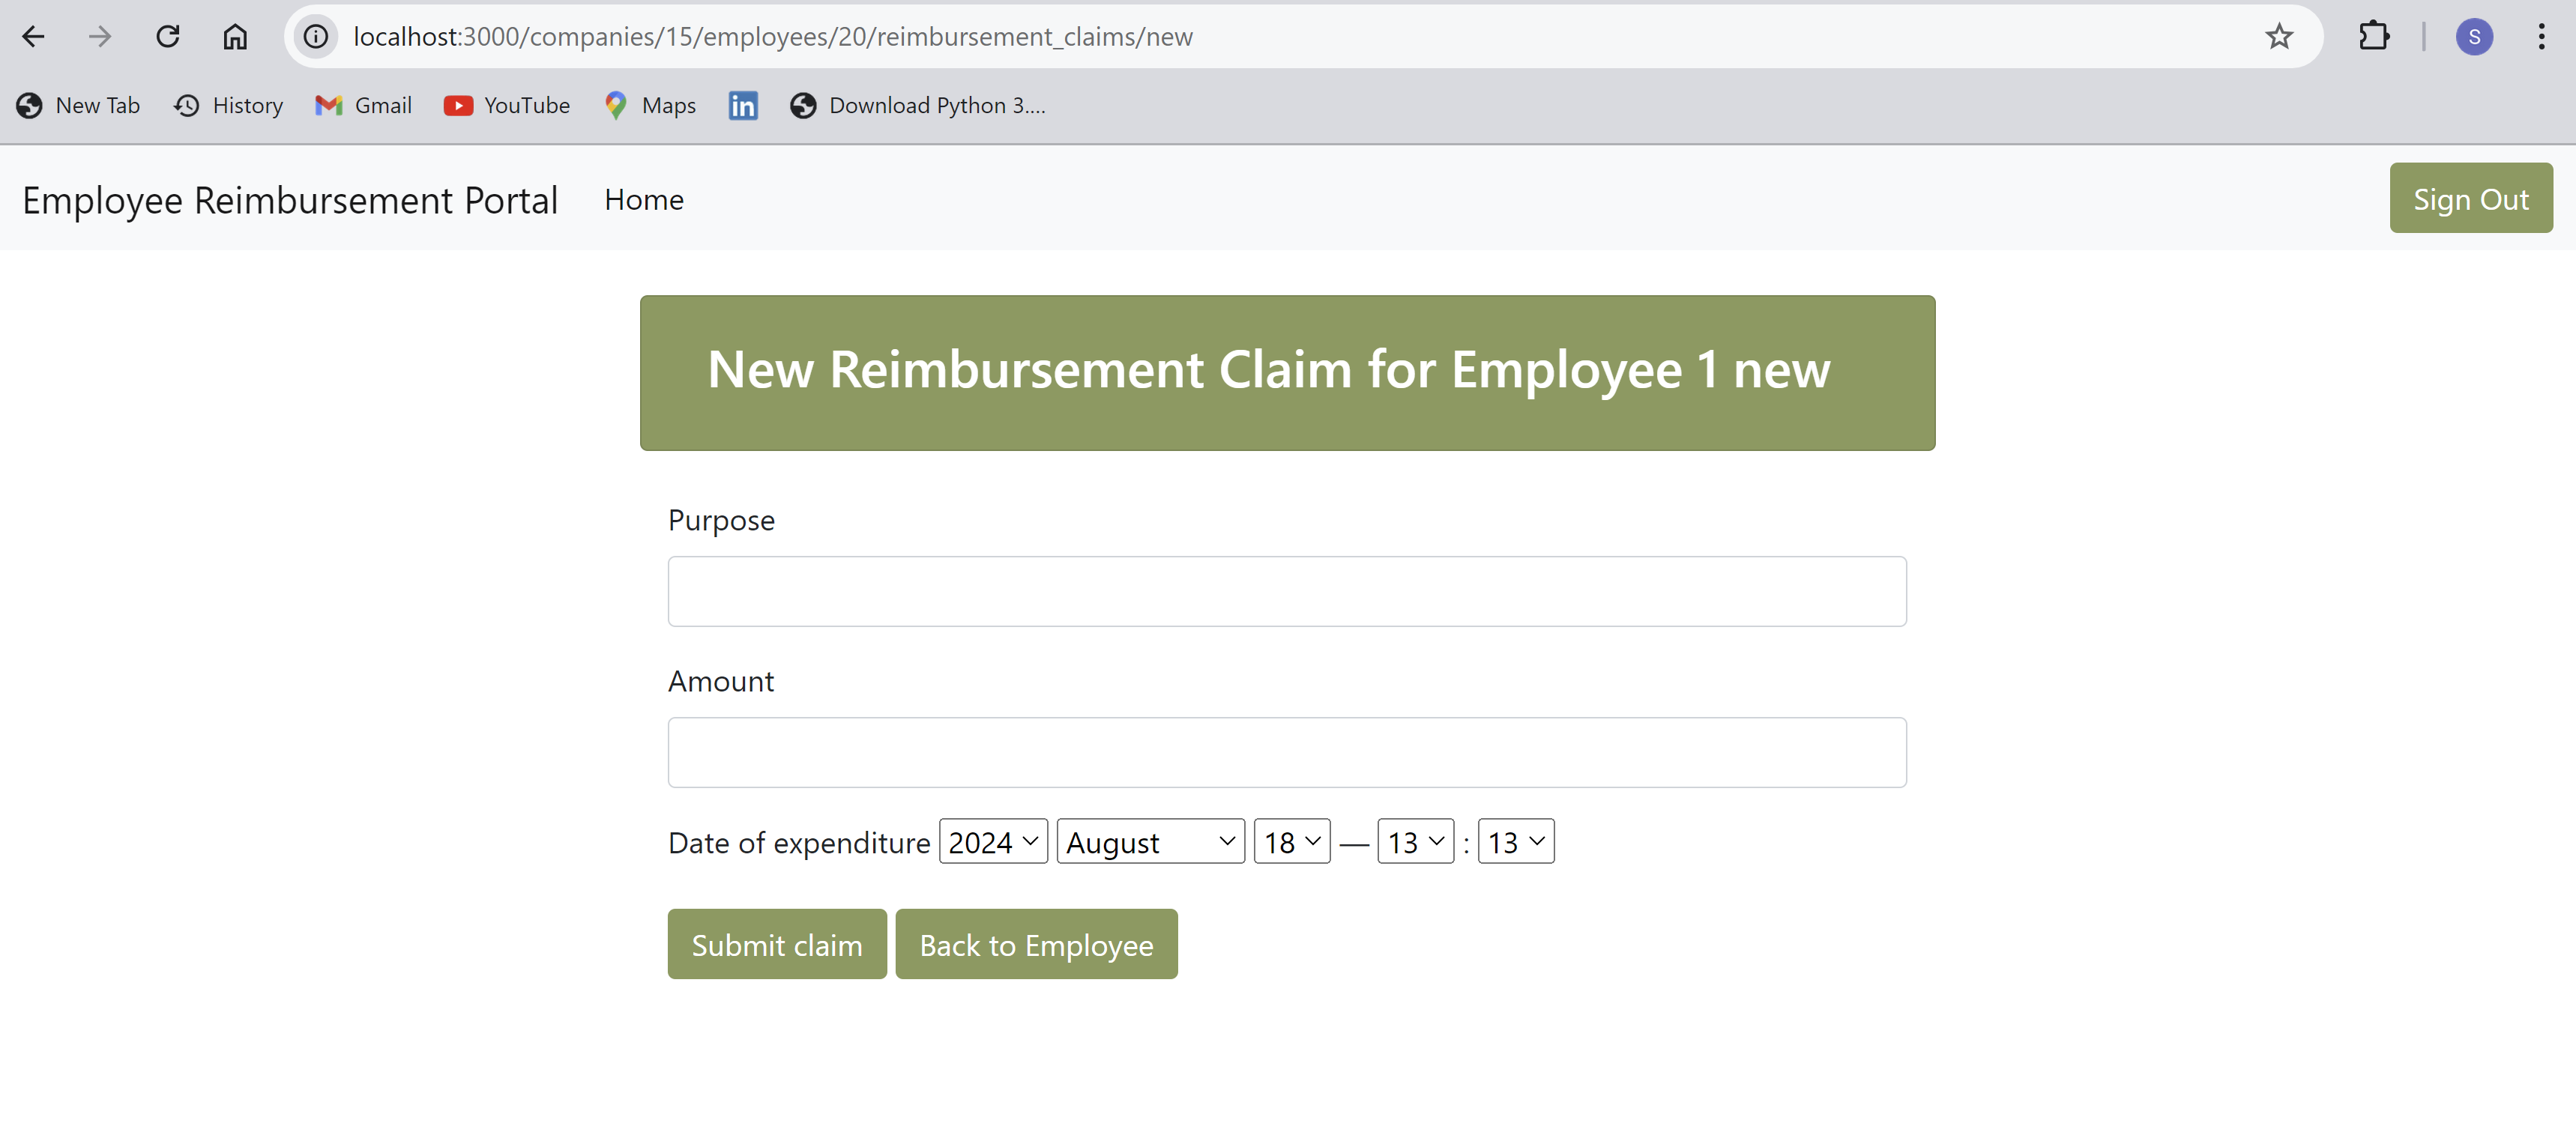 localhost:3000/companies/15/employees/20/reimbursement_claims/new
S
New Tab History Gmail YouTube Maps in Download Python 3....
Employee Reimbursement Portal Home Sign Out
New Reimbursement Claim for Employee 1 new
Purpose
Amount
Date of expenditure 2024 August 18 — 13 : 13
Submit claim Back to Employee